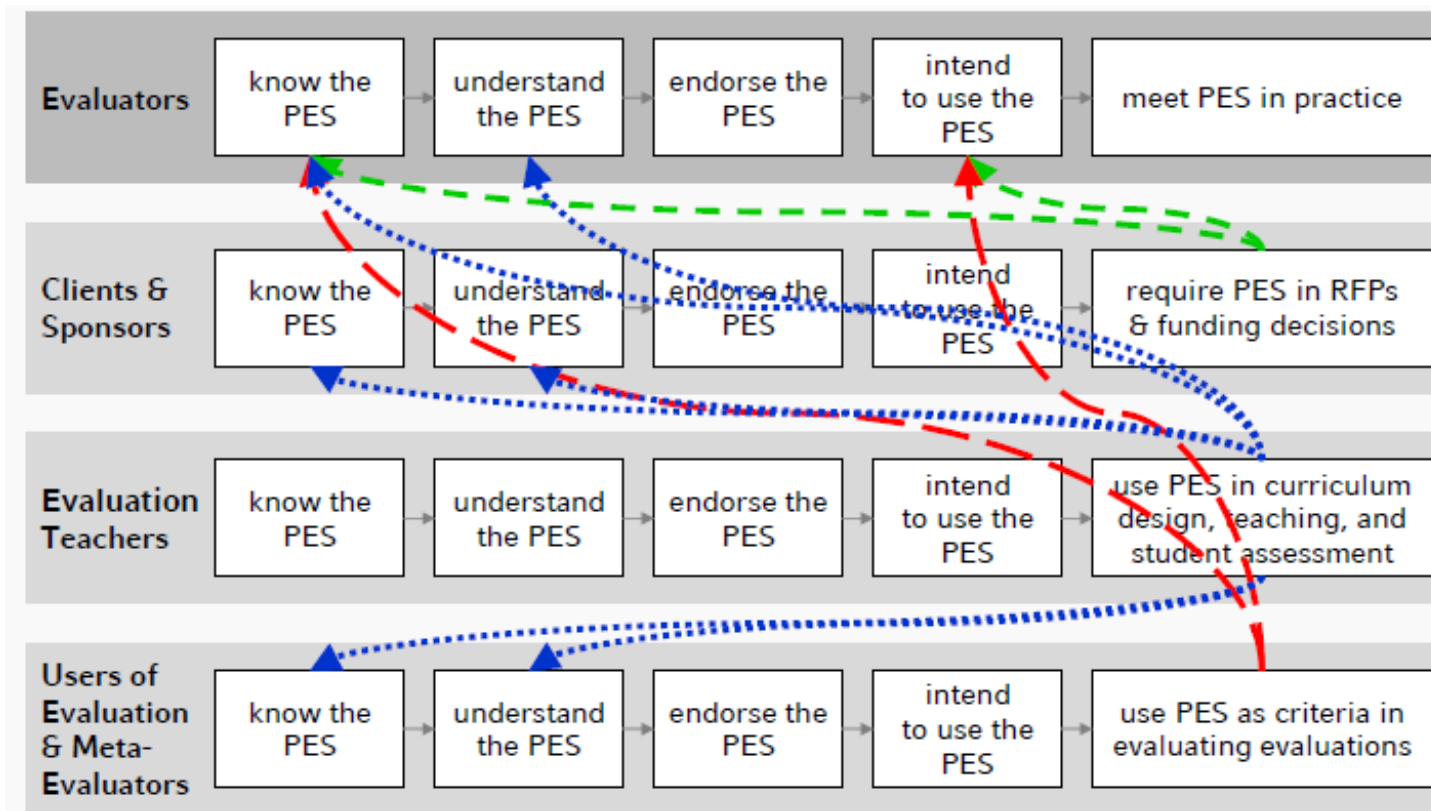 Evaluators
know the
PES
understand
the PES
endorse the
PES
intend
to use the
PES
meet PES in practice
Clients &
Sponsors
know the
PES
understand
the PES
endorse the
PES
intend
to use the
PES
require PES in RFPs
& funding decisions
Evaluation
Teachers
know the
PES
understand
the PES
endorse the
PES
intend
to use the
PES
use PES in curriculum
design, teaching, and
student assessment
Users of
Evaluation
& Meta-
Evaluators
know the
PES
understand
the PES
endorse the
PES
intend
to use the
PES
use PES as criteria in
evaluating evaluations